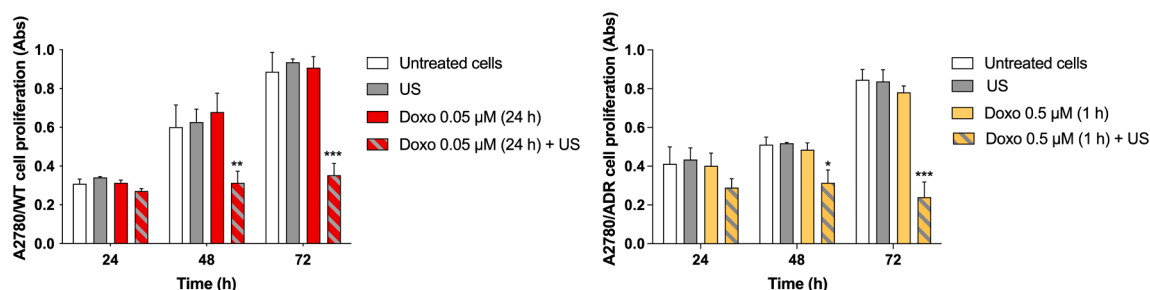 A2780/WT cell proliferation (Abs)
1.0
0.8
0.6
0.4
0.2
0.0
**
***
24
48
72
Time (h)
Untreated cells
US
Doxo 0.05 µM (24 h)
Doxo 0.05 µM (24 h) + US
A2780/ADR cell proliferation (Abs)
1.0
0.8
0.6
0.4
0.2
0.0
*
***
24
48
72
Time (h)
Untreated cells
US
Doxo 0.5 µM (1 h)
Doxo 0.5 µM (1 h) + US